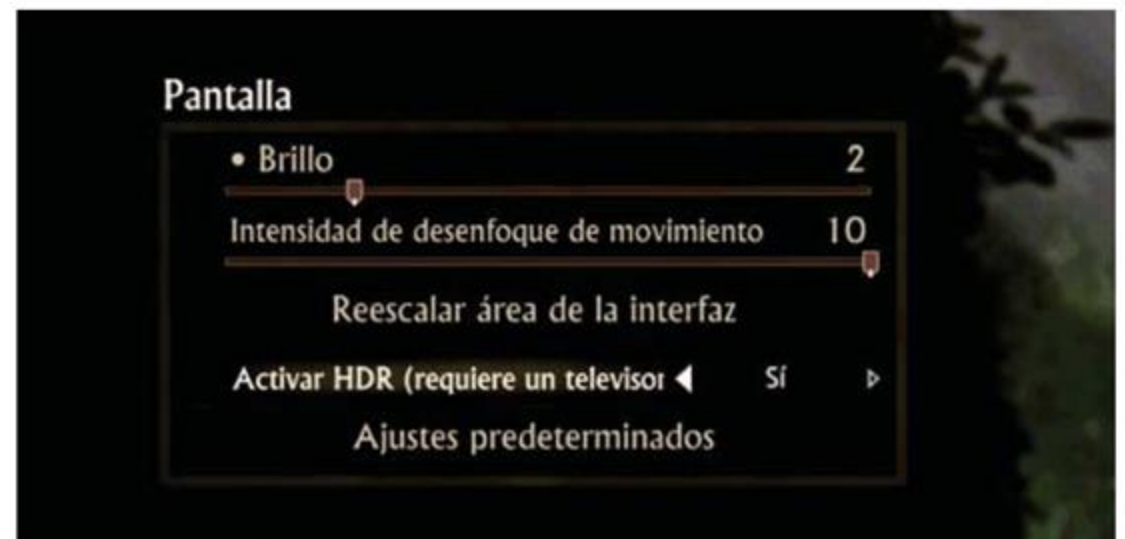 Pantalla
• Brillo 2
Intensidad de desenfoque de movimiento 10
Reescalar área de la interfaz
Activar HDR (requiere un televisor Sí
Ajustes predeterminados